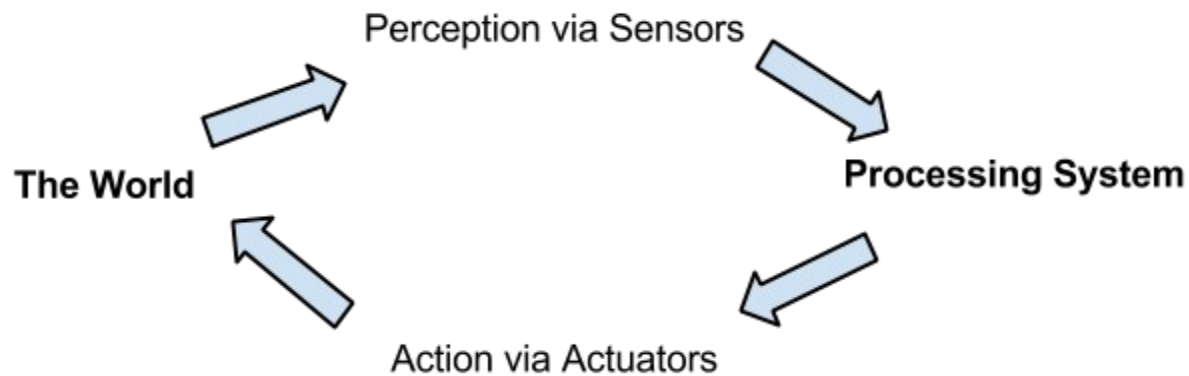 Perception via Sensors
The World
Processing System
Action via Actuators